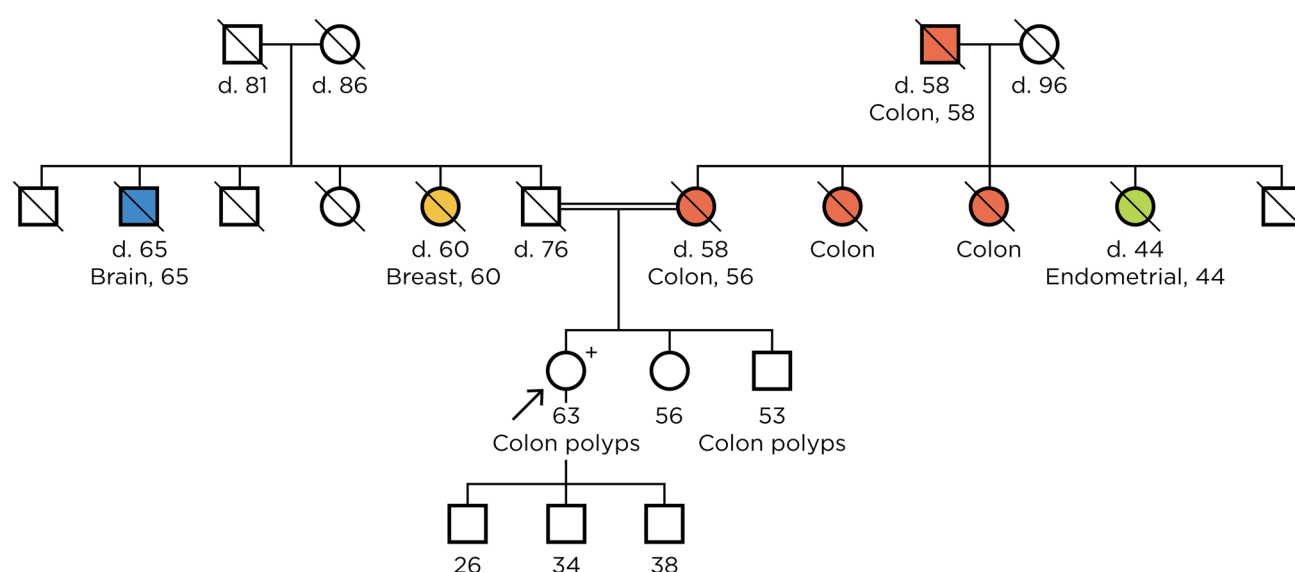 d. 81
d. 86
d. 58
Colon, 58
d. 96
d. 65
Brain, 65
d. 60
Breast, 60
d. 76
d. 58
Colon, 56
Colon
Colon
d. 44
Endometrial, 44
+
63
Colon polyps
56
53
Colon polyps
26
34
38